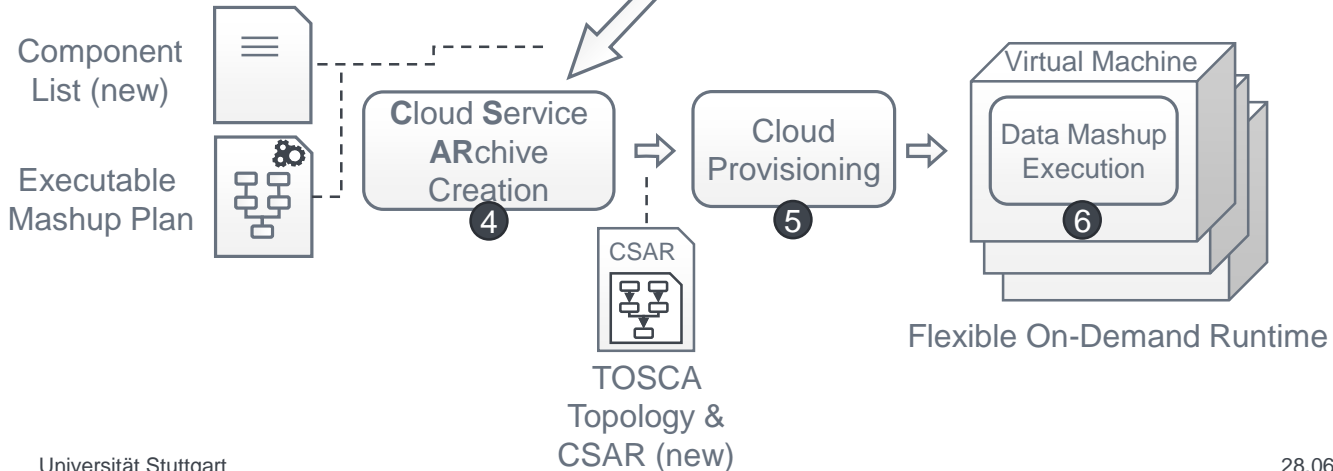 Component
List (new)
Executable
Mashup Plan
Cloud Service
ARchive
Creation
4
CSAR
TOSCA
Topology &
CSAR (new)
Cloud
Provisioning
5
Virtual Machine
Data Mashup
Execution
6
Flexible On-Demand Runtime
Universität Stuttgart
28.06